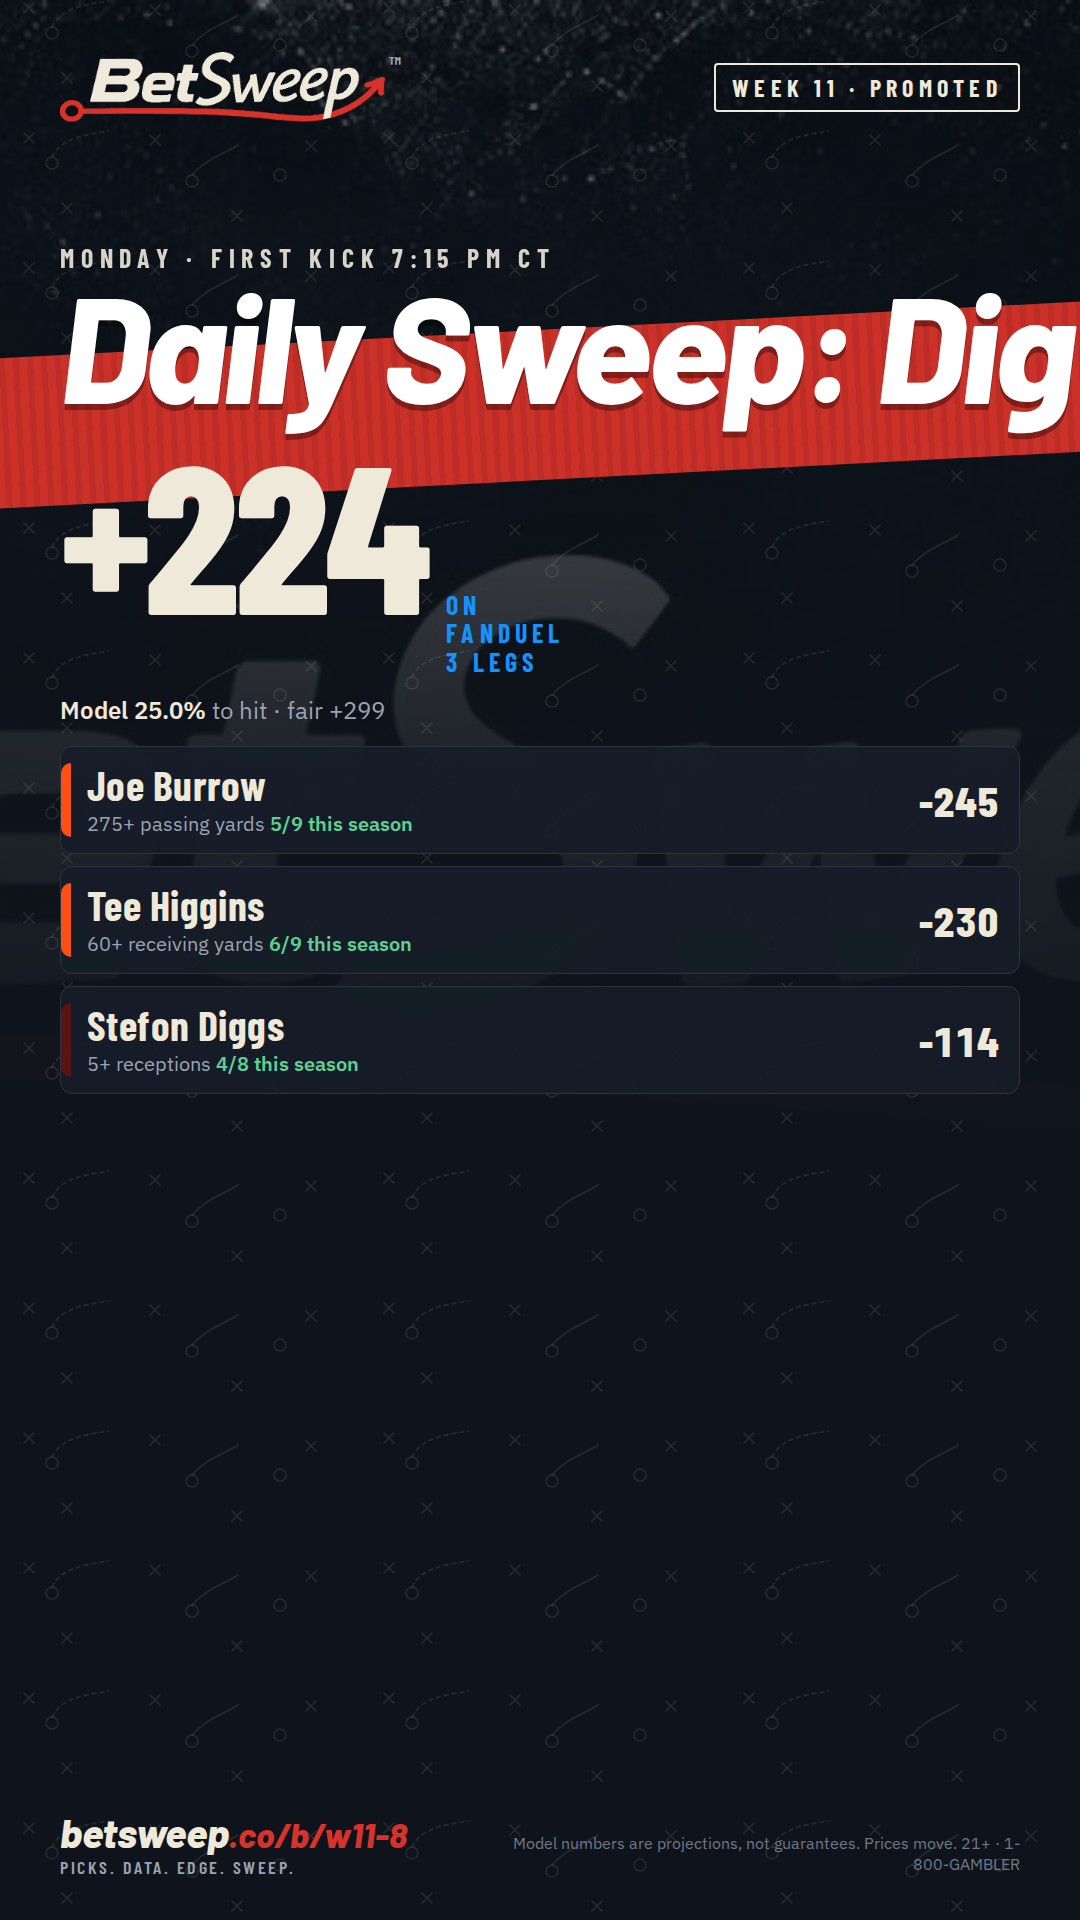 BetSweep™
WEEK 11 · PROMOTED
MONDAY · FIRST KICK 7:15 PM CT
Daily Sweep: Dig
+224
ON
FANDUEL
3 LEGS
Model 25.0% to hit · fair +299
Joe Burrow
275+ passing yards 5/9 this season
-245
Tee Higgins
60+ receiving yards 6/9 this season
-230
Stefon Diggs
5+ receptions 4/8 this season
-114
betsweep.co/b/w11-8
PICKS. DATA. EDGE. SWEEP.
Model numbers are projections, not guarantees. Prices move. 21+ · 1-
800-GAMBLER